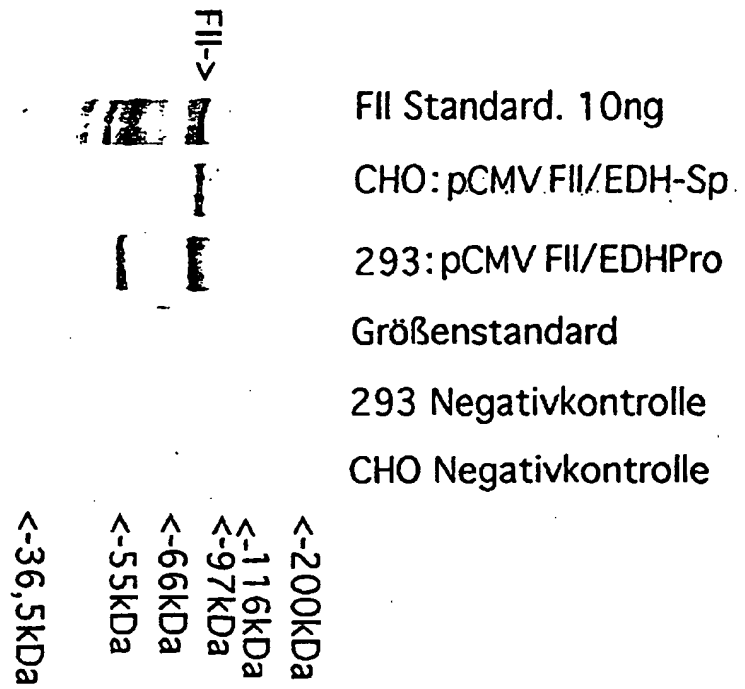 FII->
FII Standard. 10ng
CHO: pCMV FII/EDH-Sp.
293: pCMV FII/EDHPro
Größenstandard
293 Negativkontrolle
CHO Negativkontrolle
<-200kDa
<-116kDa
<-97kDa
<-66kDa
<-55kDa
<-36,5kDa